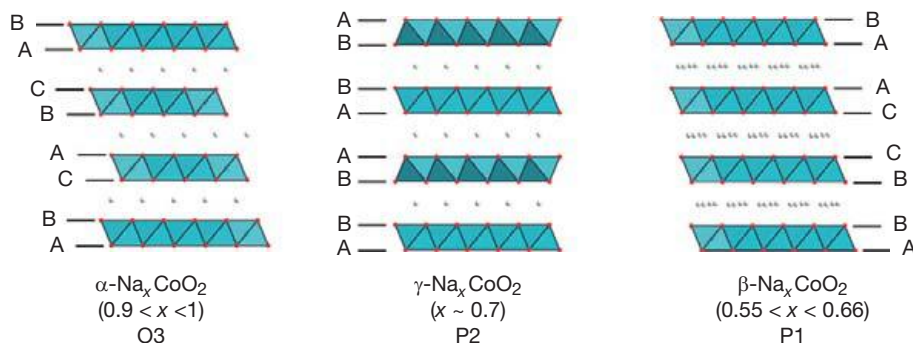 B
A
C
B
A
C
B
A
α-NaxCoO2
(0.9 < x <1)
O3
A
B
B
A
A
B
B
A
γ-NaxCoO2
(x ~ 0.7)
P2
B
A
A
C
C
B
B
A
β-NaxCoO2
(0.55 < x < 0.66)
P1